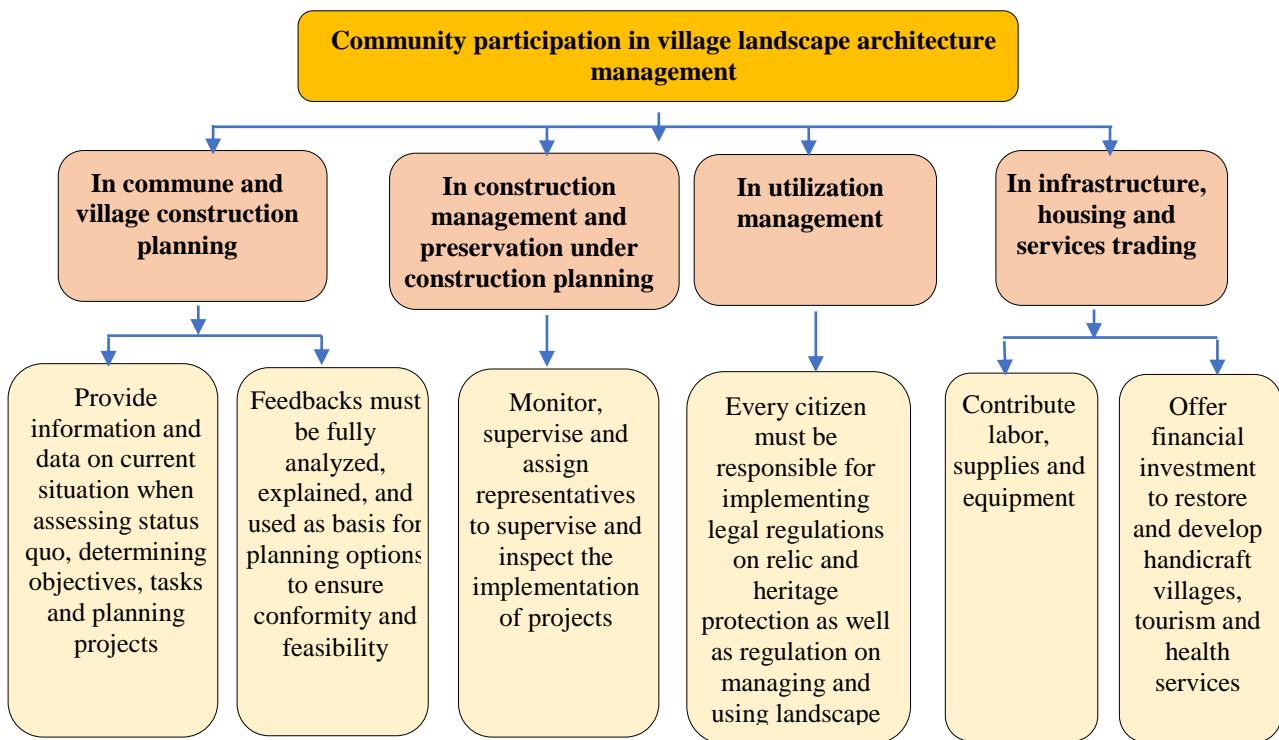 Community participation in village landscape architecture
management
In commune and
village construction
planning
In construction
management and
preservation under
construction planning
In utilization
management
In infrastructure,
housing and
services trading
Provide
information and
data on current
situation when
assessing status
quo, determining
objectives, tasks
and planning
projects
Feedbacks must
be fully
analyzed,
explained, and
used as basis for
planning options
to ensure
conformity and
feasibility
Monitor,
supervise and
assign
representatives
to supervise and
inspect the
implementation
of projects
Every citizen
must be
responsible for
implementing
legal regulations
on relic and
heritage
protection as well
as regulation on
managing and
using landscape
Contribute
labor,
supplies and
equipment
Offer
financial
investment
to restore
and develop
handicraft
villages,
tourism and
health
services